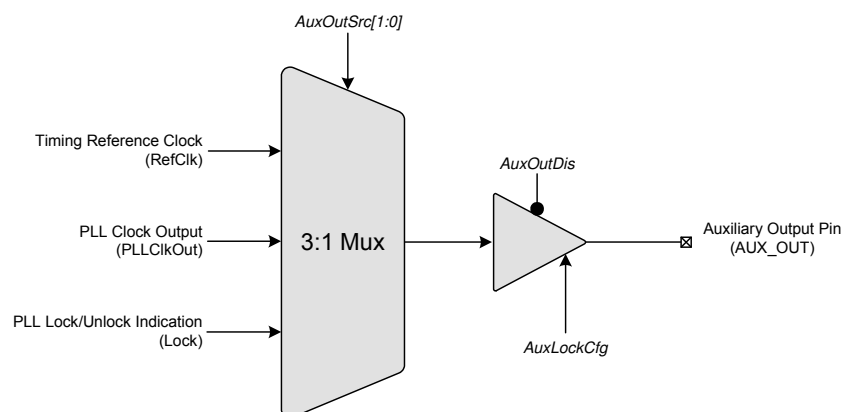 AuxOutSrc[1:0]
Timing Reference Clock
(RefClk)
AuxOutDis
PLL Clock Output
(PLLClkOut)
3:1 Mux
Auxiliary Output Pin
(AUX_OUT)
PLL Lock/Unlock Indication
(Lock)
AuxLockCfg